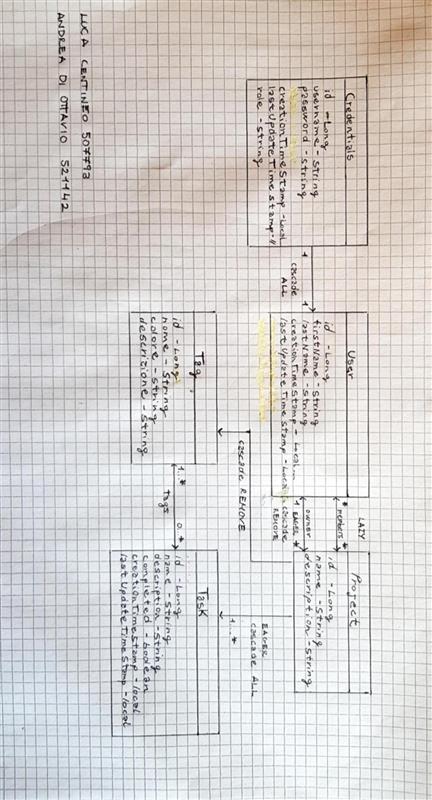 Credentials
id - Long
username - String
password - String
creationTimeStamp - Local
lastUpdateTimeStamp - "
role - string
1 1
cascade
ALL
User
id - Long
firstName - String
lastName - String
creationTimeStamp - Local...
lastUpdateTimeStamp - Local
LAZY
* members *
owner
1 EAGER *
cascade
REMOVE
Project
id - Long
name - String
description - String
cascade REMOVE
EAGER
cascade ALL
1...*
Tag
id - Long
nome - String
colore - String
descrizione - String
1...* 0...*
Tags
Task
id - Long
name - String
description - String
completed - boolean
creationTimeStamp - local
lastUpdateTimeStamp - local
LUCA CENTINEO 507793
ANDREA DI OTTAVIO 521142